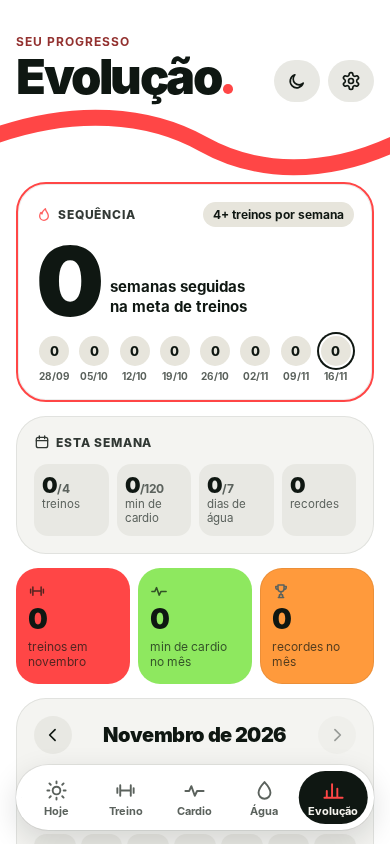 SEU PROGRESSO
Evolução.
SEQUÊNCIA
4+ treinos por semana
0 semanas seguidas
na meta de treinos
0 0 0 0 0 0 0 0
28/09 05/10 12/10 19/10 26/10 02/11 09/11 16/11
ESTA SEMANA
0/4 0/120 0/7 0
treinos min de cardio dias de água recordes
0 0 0
treinos em novembro min de cardio no mês recordes no mês
Novembro de 2026
Hoje Treino Cardio Água Evolução